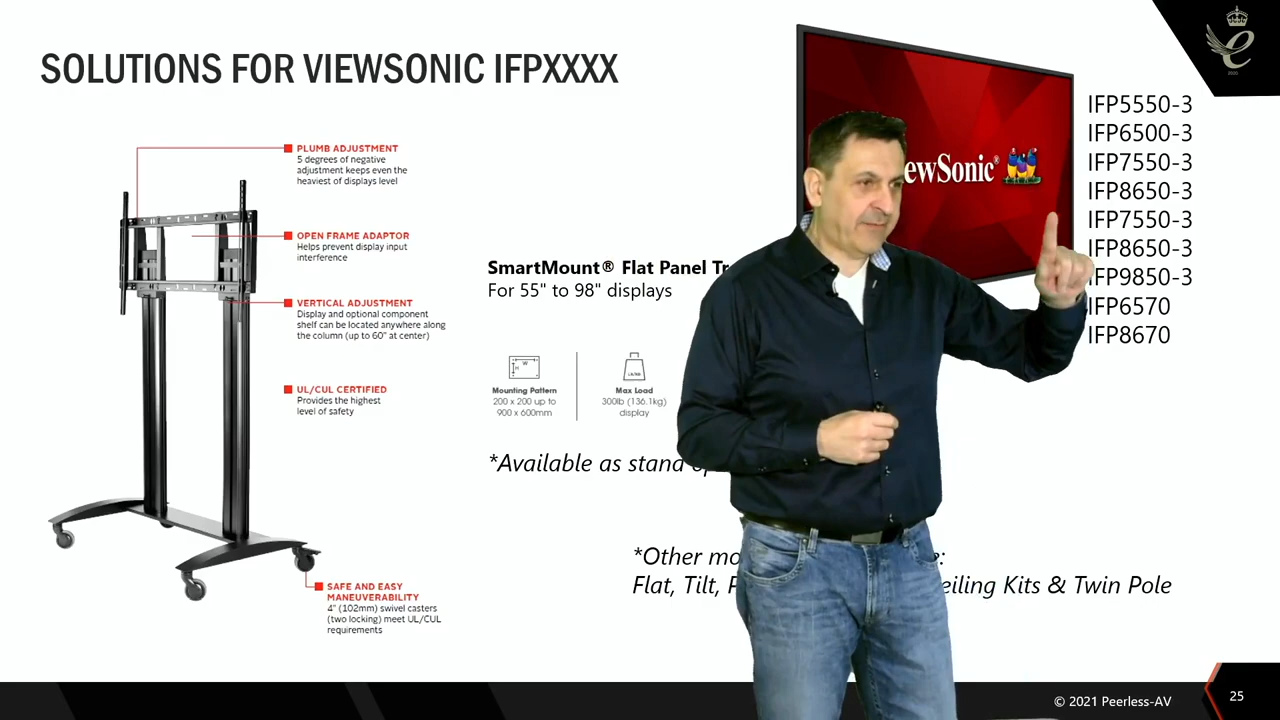 SOLUTIONS FOR VIEWSONIC IFPXXXX
PLUMB ADJUSTMENT
5 degrees of negative
adjustment keeps even the
heaviest of displays level
OPEN FRAME ADAPTOR
Helps prevent display input
interference
VERTICAL ADJUSTMENT
Display and optional component
shelf can be located anywhere along
the column (up to 60" at center)
UL/CUL CERTIFIED
Provides the highest
level of safety
SAFE AND EASY
MANEUVERABILITY
4" (102mm) swivel casters
(two locking) meet UL/CUL
requirements
SmartMount® Flat Panel Tr
For 55" to 98" displays
W
H
Mounting Pattern
200 x 200 up to
900 x 600mm
LB/KG
Max Load
300lb (136.1kg)
display
*Available as stand
*Other mo e:
Flat, Tilt, P eiling Kits & Twin Pole
ewSonic®
IFP5550-3
IFP6500-3
IFP7550-3
IFP8650-3
IFP7550-3
IFP8650-3
IFP9850-3
IFP6570
IFP8670
e
© 2021 Peerless-AV
25